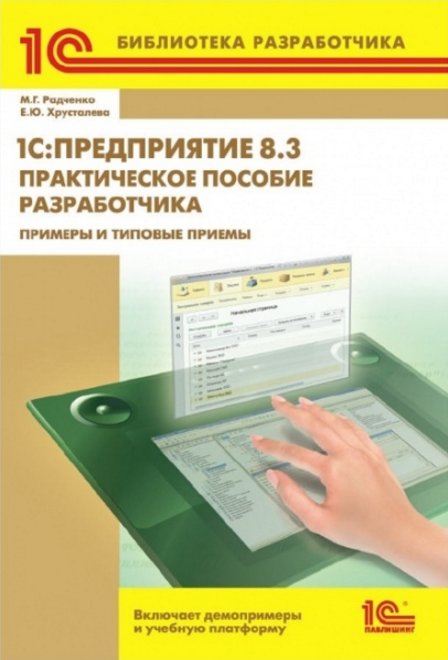 1С БИБЛИОТЕКА РАЗРАБОТЧИКА
М.Г. Радченко
Е.Ю. Хрусталева
1С:ПРЕДПРИЯТИЕ 8.3
ПРАКТИЧЕСКОЕ ПОСОБИЕ
РАЗРАБОТЧИКА
ПРИМЕРЫ И ТИПОВЫЕ ПРИЕМЫ
Начальная страница
Включает демопримеры
и учебную платформу
1С
ПАБЛИШИНГ